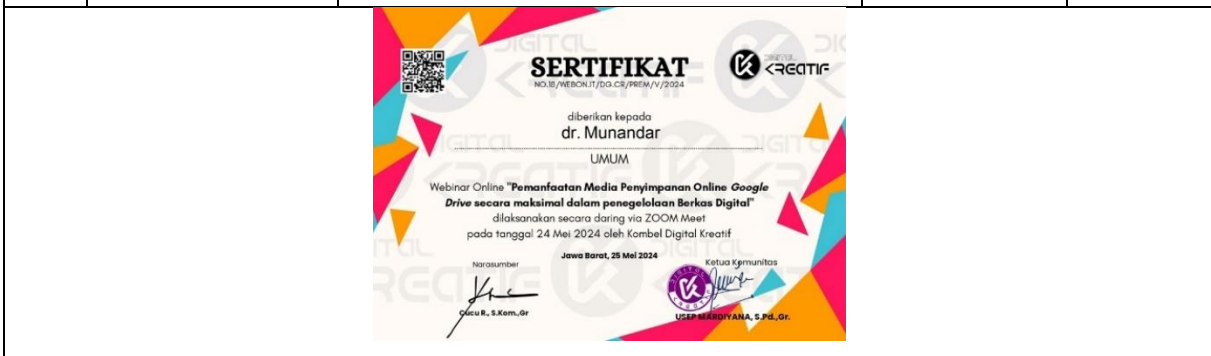 SERTIFIKAT
DIGITAL
KREATIF
NO.18/WEBON.IT/DG.CR/PREM/V/2024
diberikan kepada
dr. Munandar
UMUM
Webinar Online "Pemanfaatan Media Penyimpanan Online Google
Drive secara maksimal dalam penegelolaan Berkas Digital"
dilaksanakan secara daring via ZOOM Meet
pada tanggal 24 Mei 2024 oleh Kombel Digital Kreatif
Jawa Barat, 25 Mei 2024
Narasumber
Ketua Komunitas
Cucu R., S.Kom.,Gr
USEP MARDIYANA, S.Pd.,Gr.